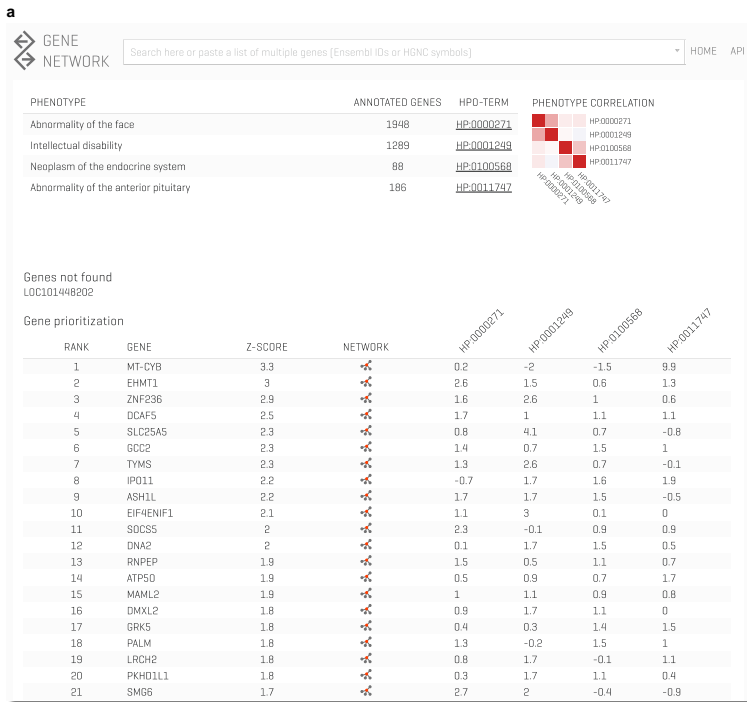 a
GENE
NETWORK
Search here or paste a list of multiple genes (Ensembl IDs or HGNC symbols)
HOME API
PHENOTYPE ANNOTATED GENES HPO-TERM PHENOTYPE CORRELATION
Abnormality of the face 1948 HP:0000271
Intellectual disability 1289 HP:0001249
Neoplasm of the endocrine system 88 HP:0100568
Abnormality of the anterior pituitary 186 HP:0011747
HP:0000271
HP:0001249
HP:0100568
HP:0011747
HP:0000271
HP:0001249
HP:0100568
HP:0011747
Genes not found
LOC101448202
Gene prioritization
RANK GENE Z-SCORE NETWORK HP:0000271 HP:0001249 HP:0100568 HP:0011747
1 MT-CYB 3.3 0.2 -2 -1.5 9.9
2 EHMT1 3 2.6 1.5 0.6 1.3
3 ZNF236 2.9 1.6 2.6 1 0.6
4 DCAF5 2.5 1.7 1 1.1 1.1
5 SLC25A5 2.3 0.8 4.1 0.7 -0.8
6 GCC2 2.3 1.4 0.7 1.5 1
7 TYMS 2.3 1.3 2.6 0.7 -0.1
8 IPO11 2.2 -0.7 1.7 1.6 1.9
9 ASH1L 2.2 1.7 1.7 1.5 -0.5
10 EIF4ENIF1 2.1 1.1 3 0.1 0
11 SOCS5 2 2.3 -0.1 0.9 0.9
12 DNA2 2 0.1 1.7 1.5 0.5
13 RNPEP 1.9 1.5 0.5 1.1 0.7
14 ATP5O 1.9 0.5 0.9 0.7 1.7
15 MAML2 1.9 1 1.1 0.9 0.8
16 DMXL2 1.8 0.9 1.7 1.1 0
17 GRK5 1.8 0.4 0.3 1.4 1.5
18 PALM 1.8 1.3 -0.2 1.5 1
19 LRCH2 1.8 0.8 1.7 -0.1 1.1
20 PKHD1L1 1.8 0.3 1.7 1.1 0.4
21 SMG6 1.7 2.7 2 -0.4 -0.9